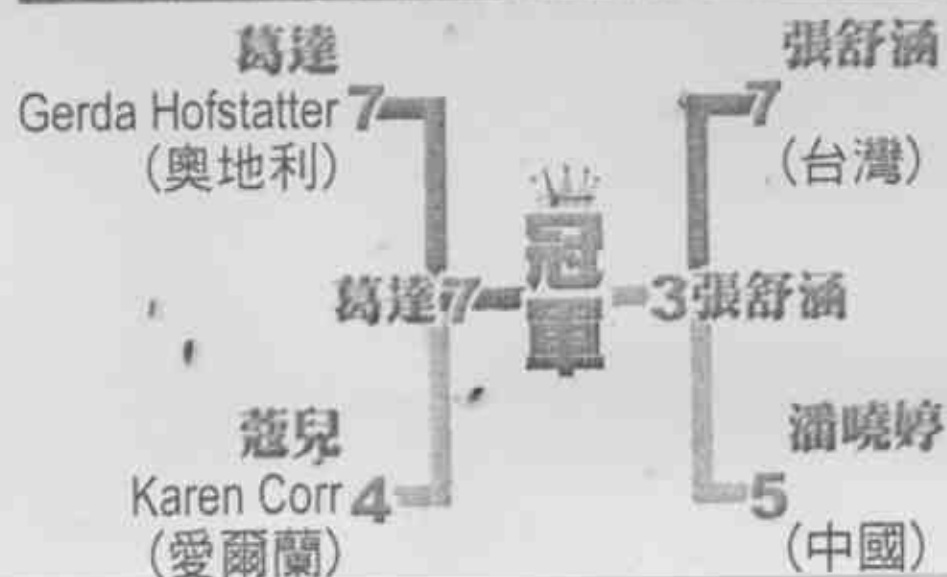 葛達
Gerda Hofstatter 7
(奧地利)
葛達7
蔻兒
Karen Corr 4
(愛爾蘭)
冠軍
張舒涵
7
(台灣)
3張舒涵
潘曉婷
5
(中國)